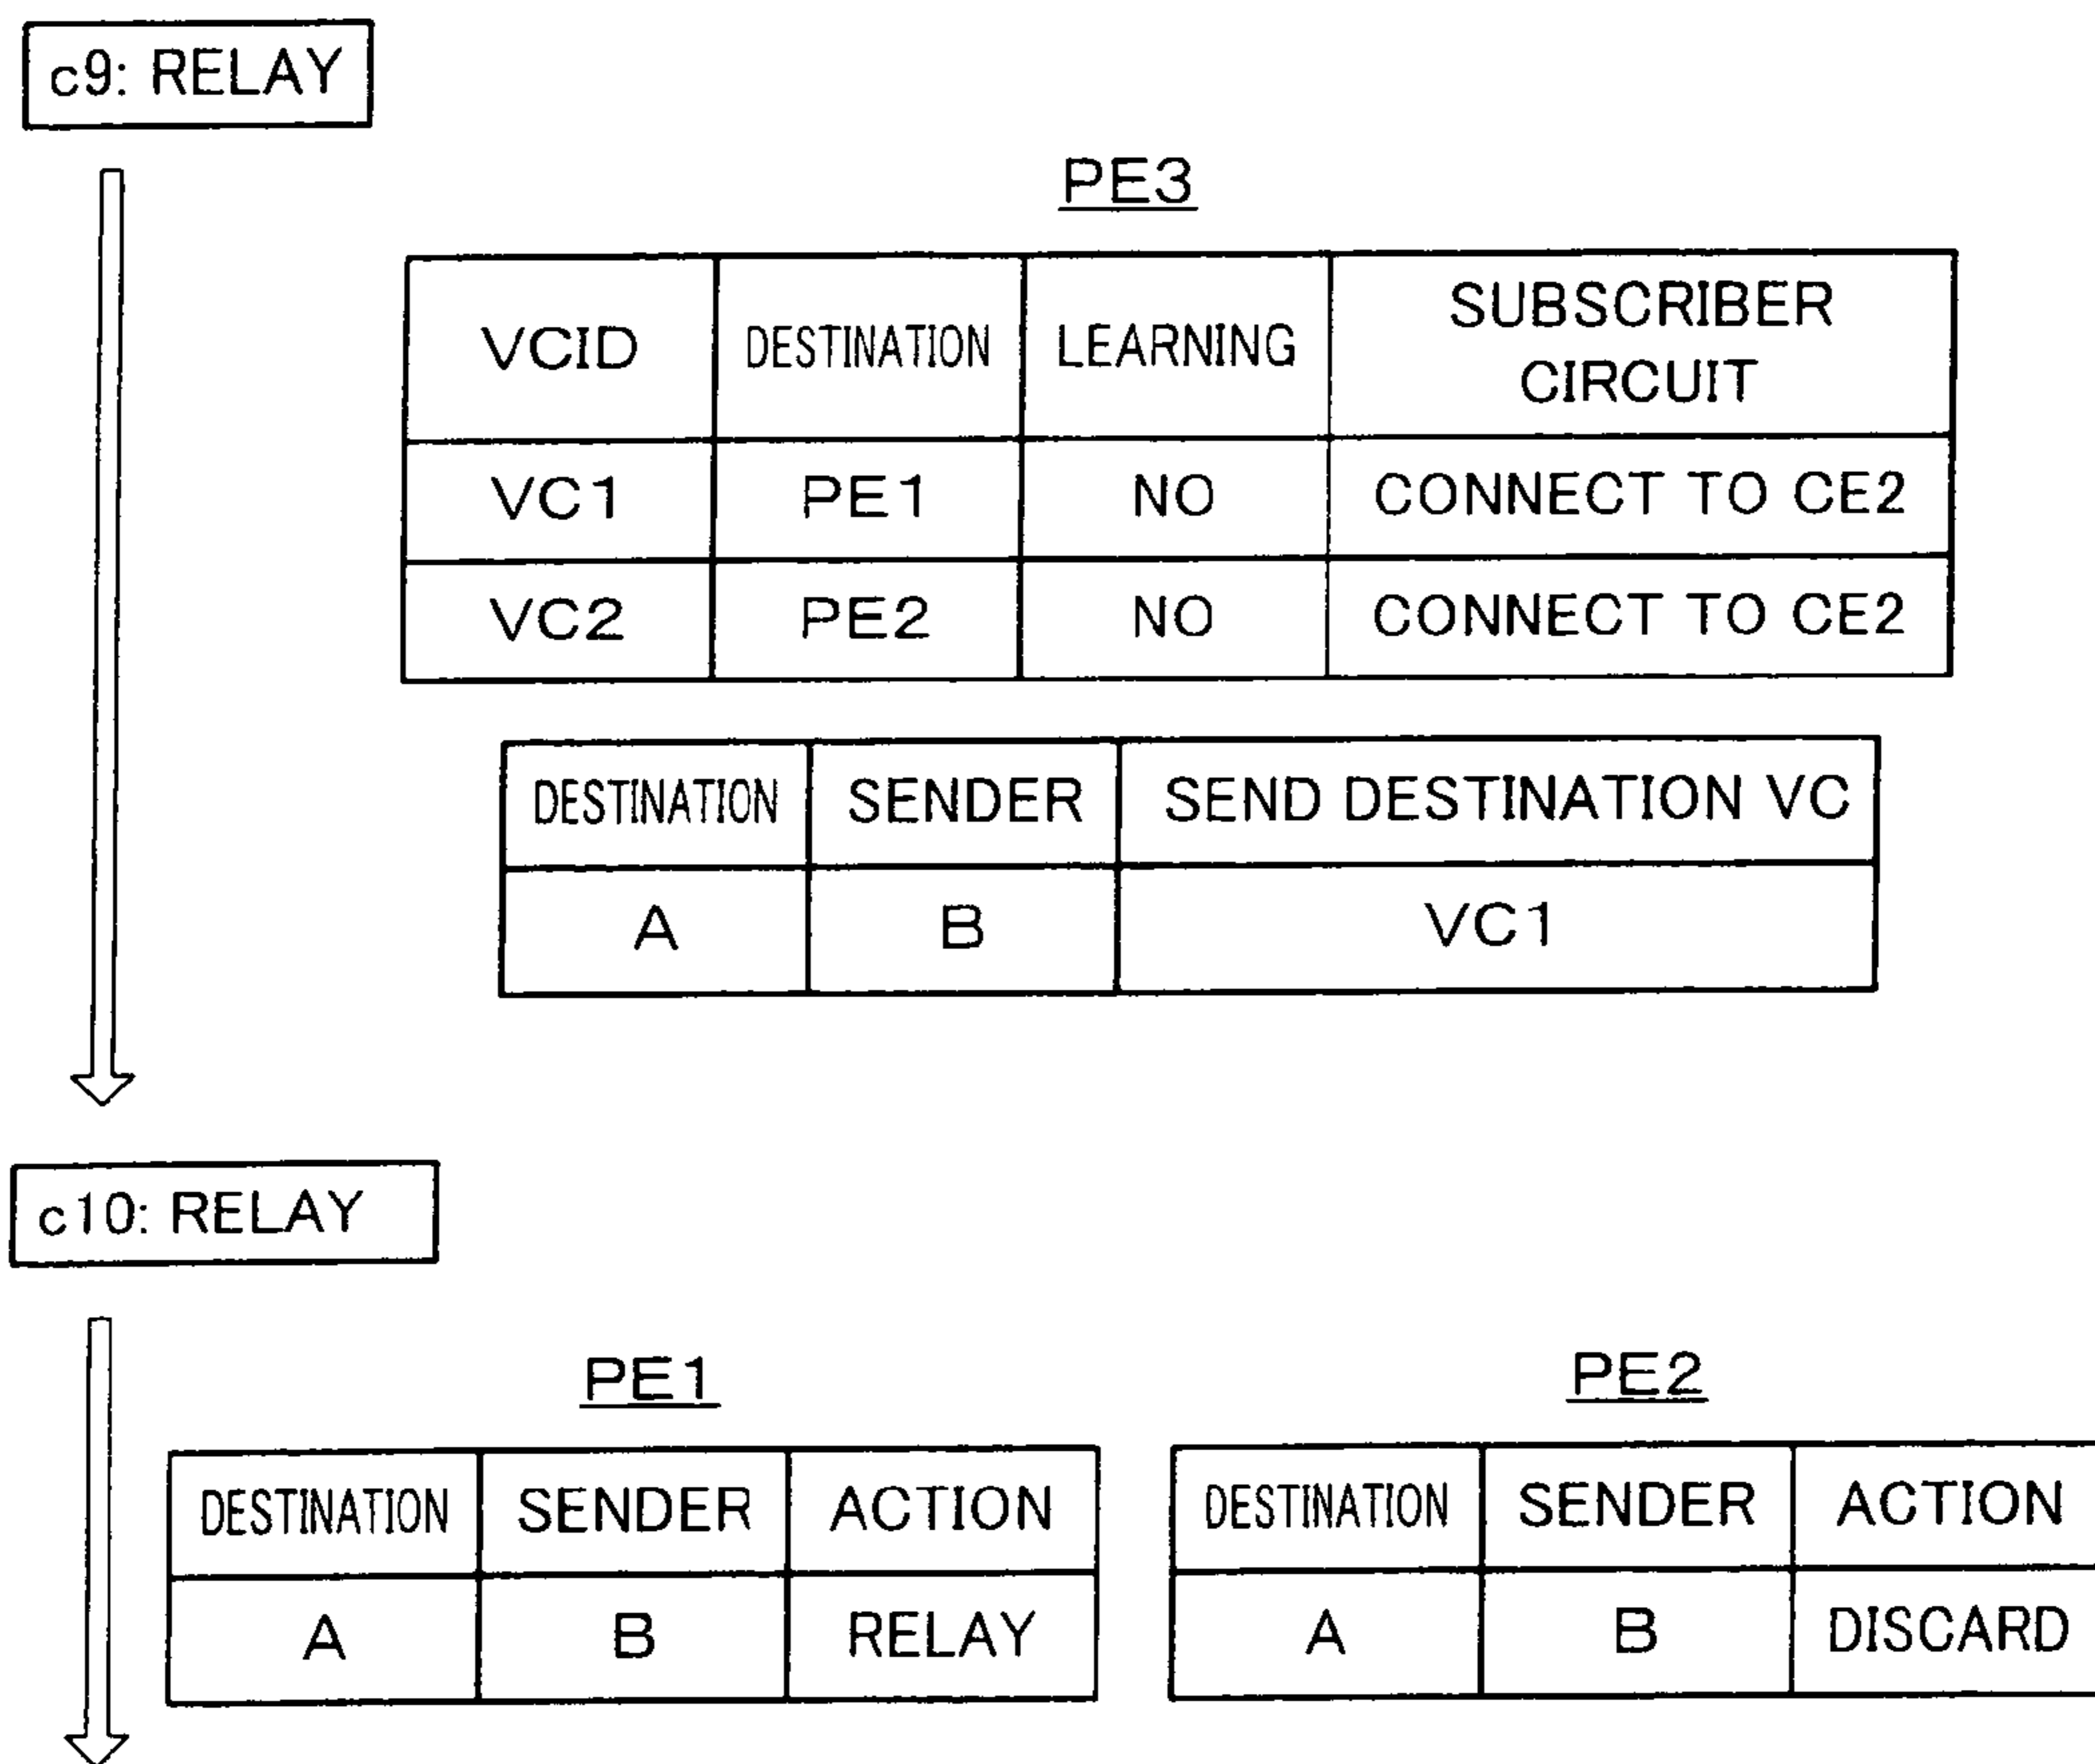 c9: RELAY
PE3
VCID DESTINATION LEARNING SUBSCRIBER
CIRCUIT
VC1 PE1 NO CONNECT TO CE2
VC2 PE2 NO CONNECT TO CE2
DESTINATION SENDER SEND DESTINATION VC
A B VC1
c10: RELAY
PE1 PE2
DESTINATION SENDER ACTION DESTINATION SENDER ACTION
A B RELAY A B DISCARD